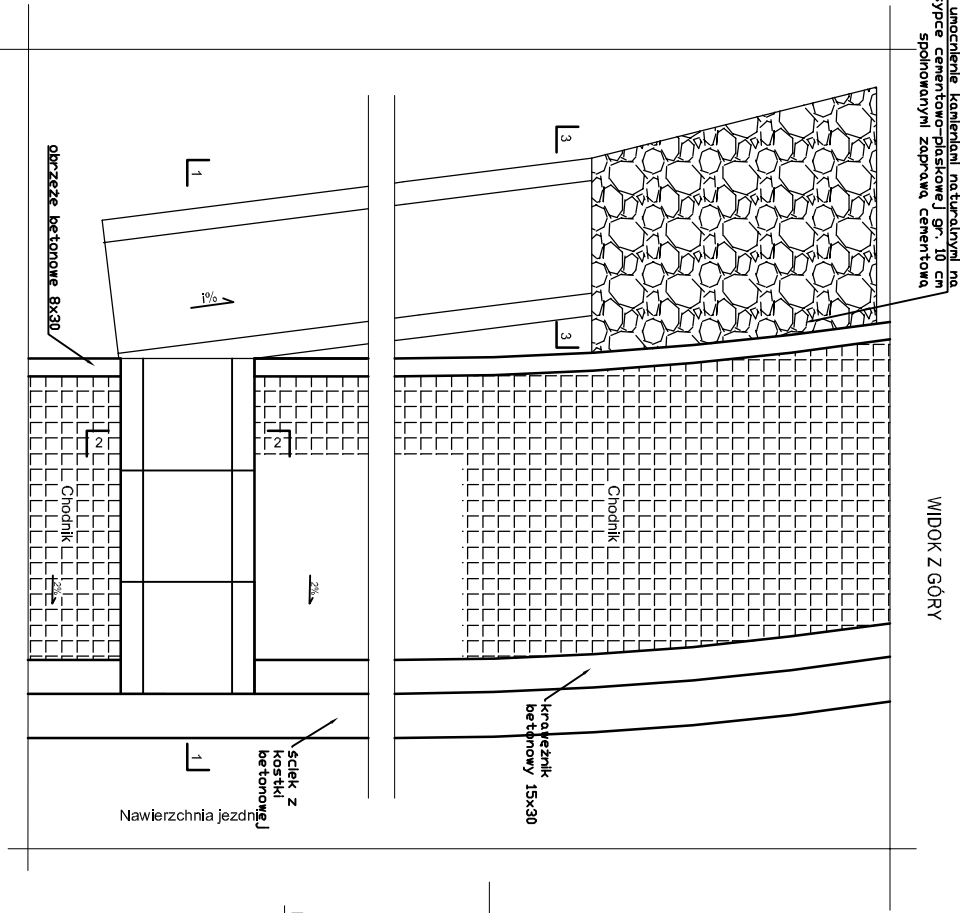 umocnienie kamieniami naturalnymi na
cementowo-piaskowej gr. 10 cm
spoinowanymi zaprawą cementową
WIDOK Z GÓRY
3
3
1
1
i%
obrzeże betonowe 8x30
2
2
Chodnik
Chodnik
2%
2%
krawężnik
betonowy 15x30
ściek z
kostki
betonowej
Nawierzchnia jezdni